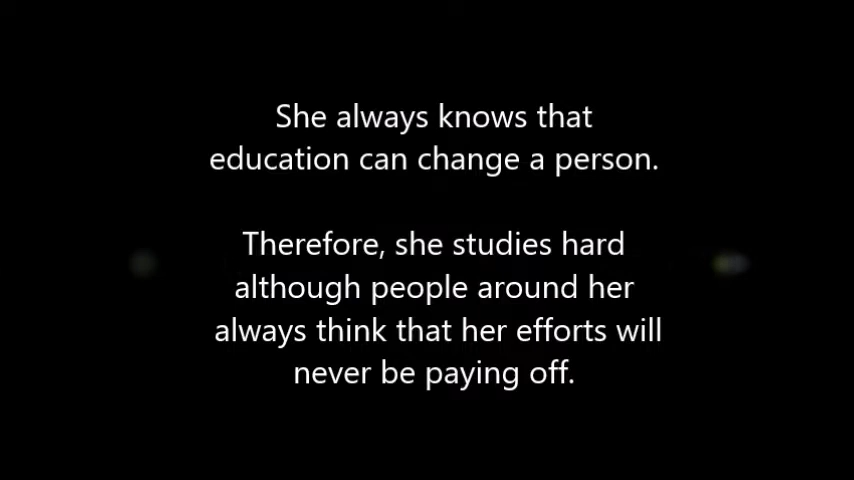 She always knows that
education can change a person.
Therefore, she studies hard
although people around her
always think that her efforts will
never be paying off.